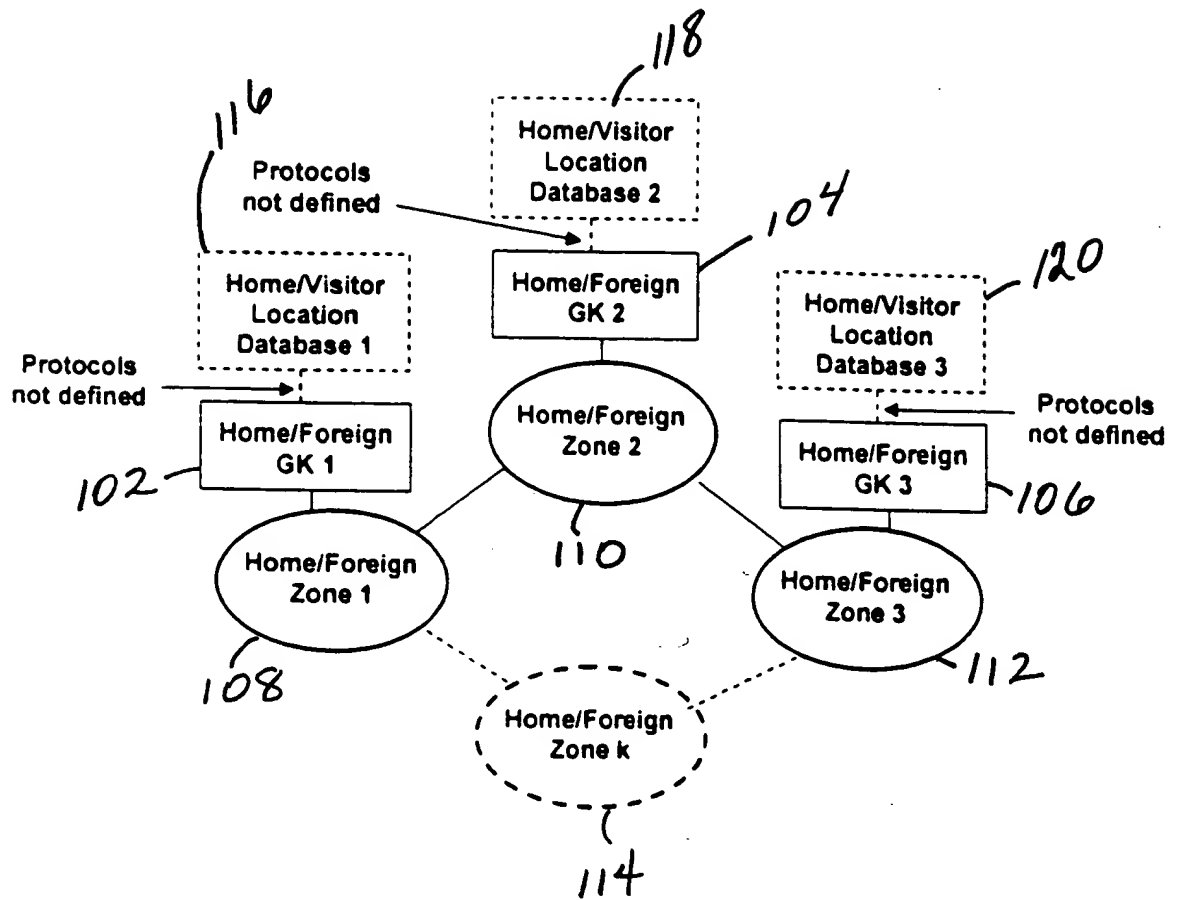 118
116
Home/Visitor
Location
Database 2
Protocols
not defined
104
Home/Foreign
GK 2
120
Home/Visitor
Location
Database 1
Home/Visitor
Location
Database 3
Protocols
not defined
Home/Foreign
Zone 2
Protocols
not defined
Home/Foreign
GK 1
102
Home/Foreign
GK 3
106
110
Home/Foreign
Zone 1
Home/Foreign
Zone 3
108
112
Home/Foreign
Zone k
114